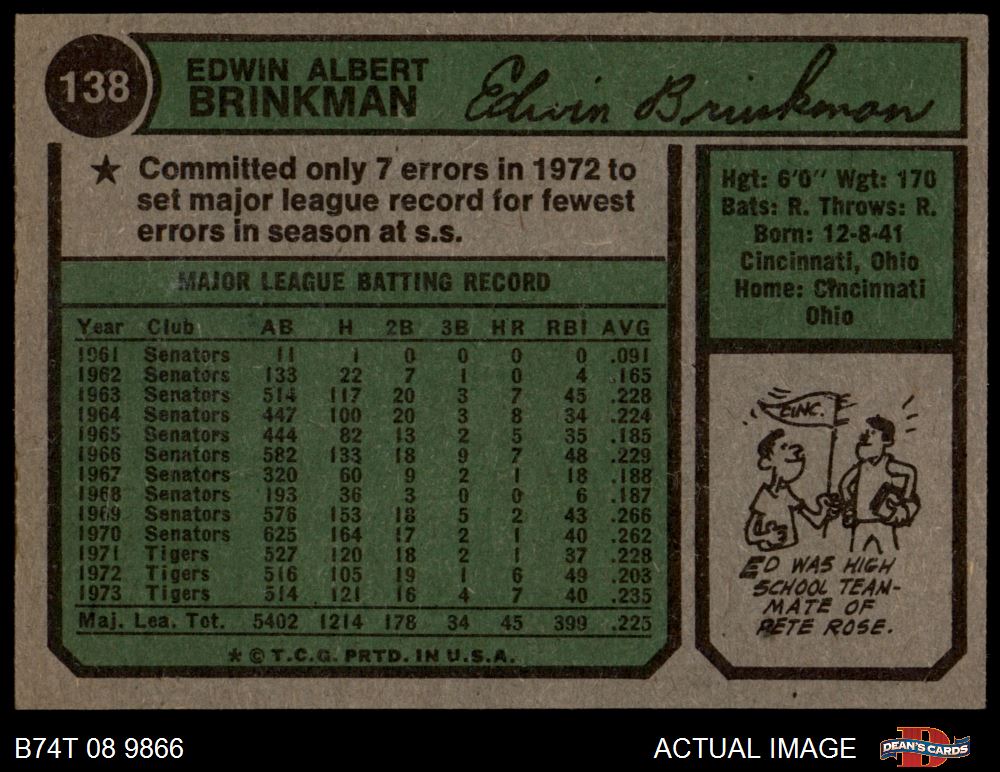 138
EDWIN ALBERT
BRINKMAN
Edwin Brinkman
★ Committed only 7 errors in 1972 to
set major league record for fewest
errors in season at s.s.
MAJOR LEAGUE BATTING RECORD
Year Club AB H 2B 3B HR RBI AVG
1961 Senators 11 1 0 0 0 0 .091
1962 Senators 133 22 7 1 0 4 .165
1963 Senators 514 117 20 3 7 45 .228
1964 Senators 447 100 20 3 8 34 .224
1965 Senators 444 82 13 2 5 35 .185
1966 Senators 582 133 18 9 7 48 .229
1967 Senators 320 60 9 2 1 18 .188
1968 Senators 193 36 3 0 0 6 .187
1969 Senators 576 153 18 5 2 43 .266
1970 Senators 625 164 17 2 1 40 .262
1971 Tigers 527 120 18 2 1 37 .228
1972 Tigers 516 105 19 1 6 49 .203
1973 Tigers 514 121 16 4 7 40 .235
Maj. Lea. Tot. 5402 1214 178 34 45 399 .225
* © T.C.G. PRTD. IN U.S.A.
Hgt: 6'0" Wgt: 170
Bats: R. Throws: R.
Born: 12-8-41
Cincinnati, Ohio
Home: Cincinnati
Ohio
CINC.
ED WAS HIGH
SCHOOL TEAM-
MATE OF
PETE ROSE.
B74T 08 9866
ACTUAL IMAGE
DEAN'S CARDS